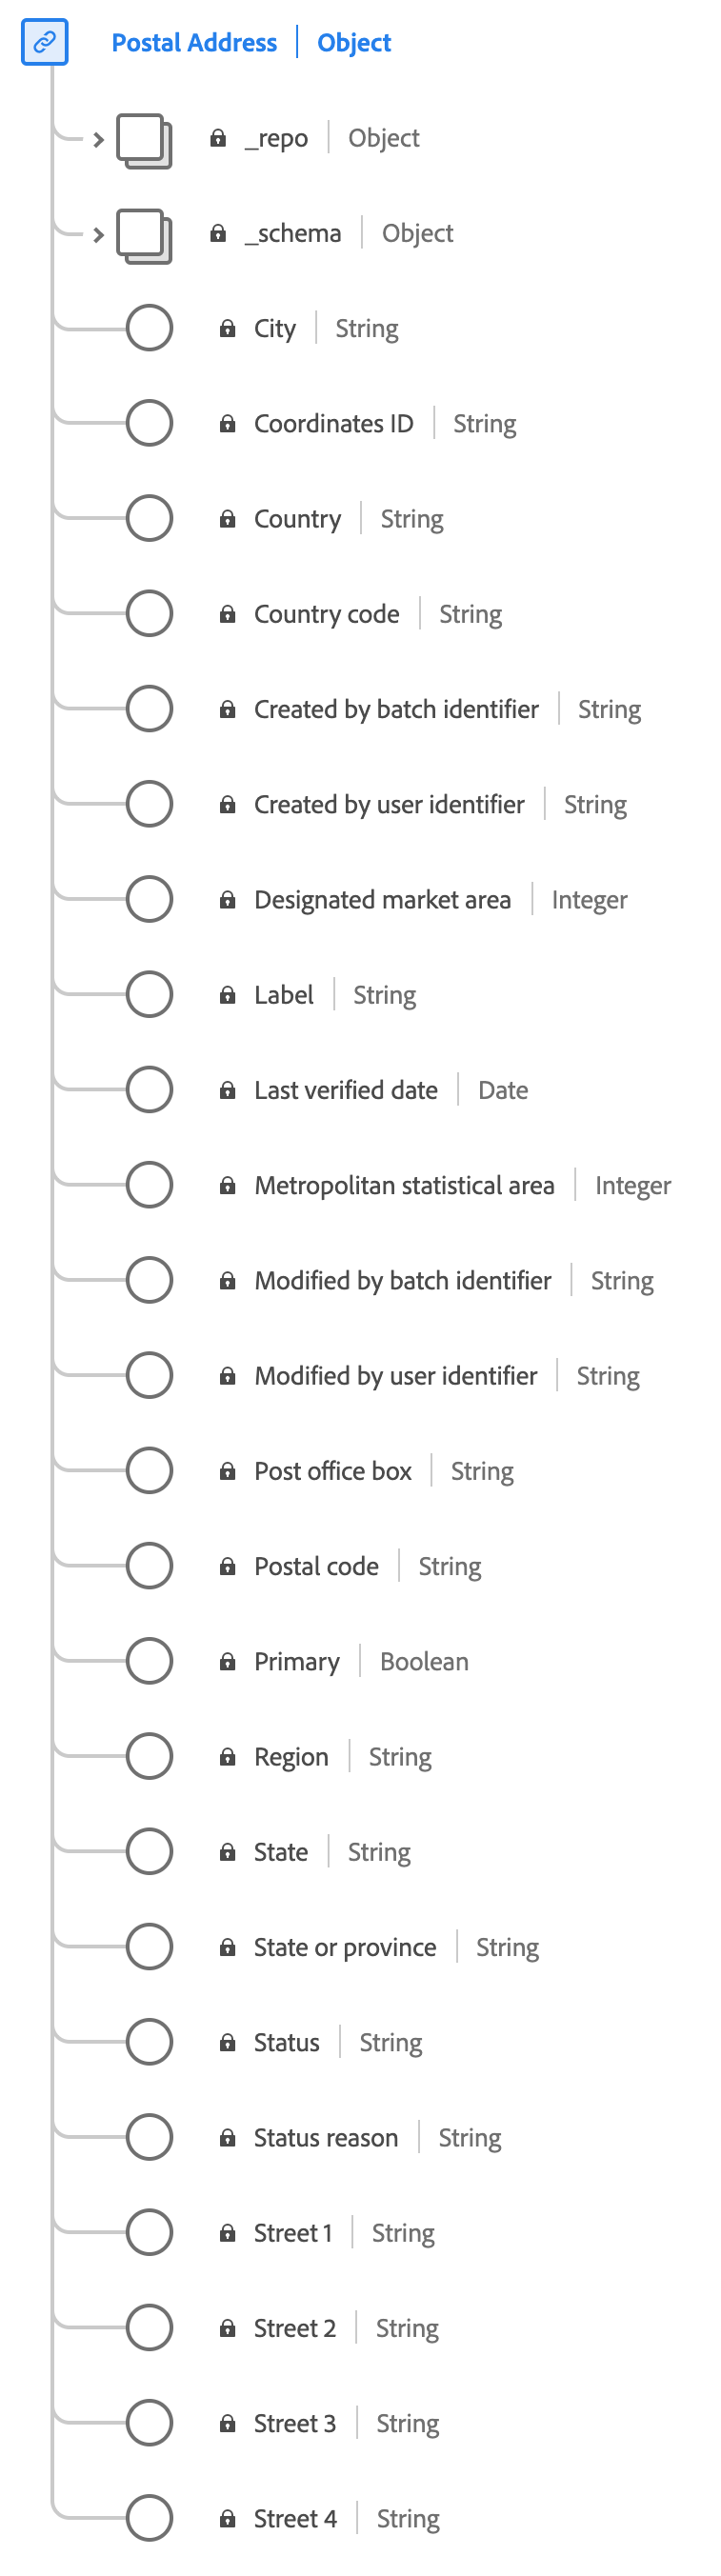 Postal Address Object
_repo Object
_schema Object
City String
Coordinates ID String
Country String
Country code String
Created by batch identifier String
Created by user identifier String
Designated market area Integer
Label String
Last verified date Date
Metropolitan statistical area Integer
Modified by batch identifier String
Modified by user identifier String
Post office box String
Postal code String
Primary Boolean
Region String
State String
State or province String
Status String
Status reason String
Street 1 String
Street 2 String
Street 3 String
Street 4 String